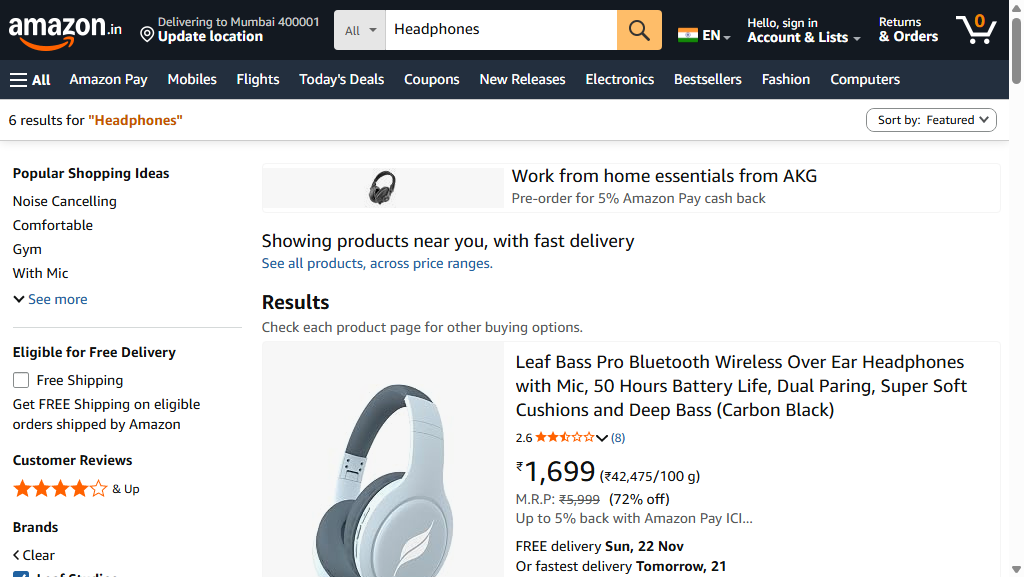 amazon.in
Delivering to Mumbai 400001
Update location
All
Headphones
EN
Hello, sign in
Account & Lists
Returns
& Orders
0
All
Amazon Pay
Mobiles
Flights
Today's Deals
Coupons
New Releases
Electronics
Bestsellers
Fashion
Computers
6 results for "Headphones"
Sort by: Featured
Popular Shopping Ideas
Noise Cancelling
Comfortable
Gym
With Mic
See more
Eligible for Free Delivery
Free Shipping
Get FREE Shipping on eligible
orders shipped by Amazon
Customer Reviews
& Up
Brands
Clear
Leaf Studios
Work from home essentials from AKG
Pre-order for 5% Amazon Pay cash back
Showing products near you, with fast delivery
See all products, across price ranges.
Results
Check each product page for other buying options.
Leaf Bass Pro Bluetooth Wireless Over Ear Headphones
with Mic, 50 Hours Battery Life, Dual Paring, Super Soft
Cushions and Deep Bass (Carbon Black)
2.6 (8)
₹1,699 (₹42,475/100 g)
M.R.P: ₹5,999 (72% off)
Up to 5% back with Amazon Pay ICI...
FREE delivery Sun, 22 Nov
Or fastest delivery Tomorrow, 21